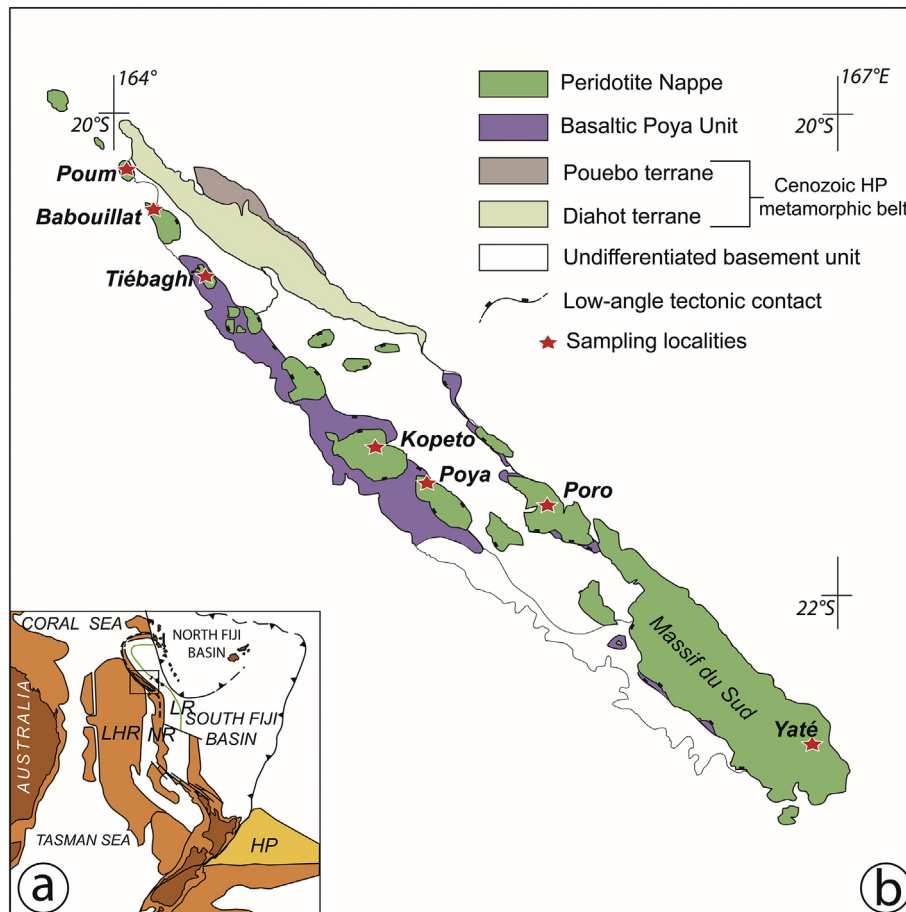 164°
20°S
167°E
20°S
Peridotite Nappe
Basaltic Poya Unit
Pouebo terrane
Diahot terrane
Cenozoic HP
metamorphic belt
Undifferentiated basement unit
Low-angle tectonic contact
Sampling localities
Poum
Babouillat
Tiébaghi
Kopeto
Poya
Poro
22°S
Massif du Sud
Yaté
CORAL SEA
NORTH FIJI
BASIN
AUSTRALIA
LHR
NR
LR
SOUTH FIJI
BASIN
TASMAN SEA
HP
a
b